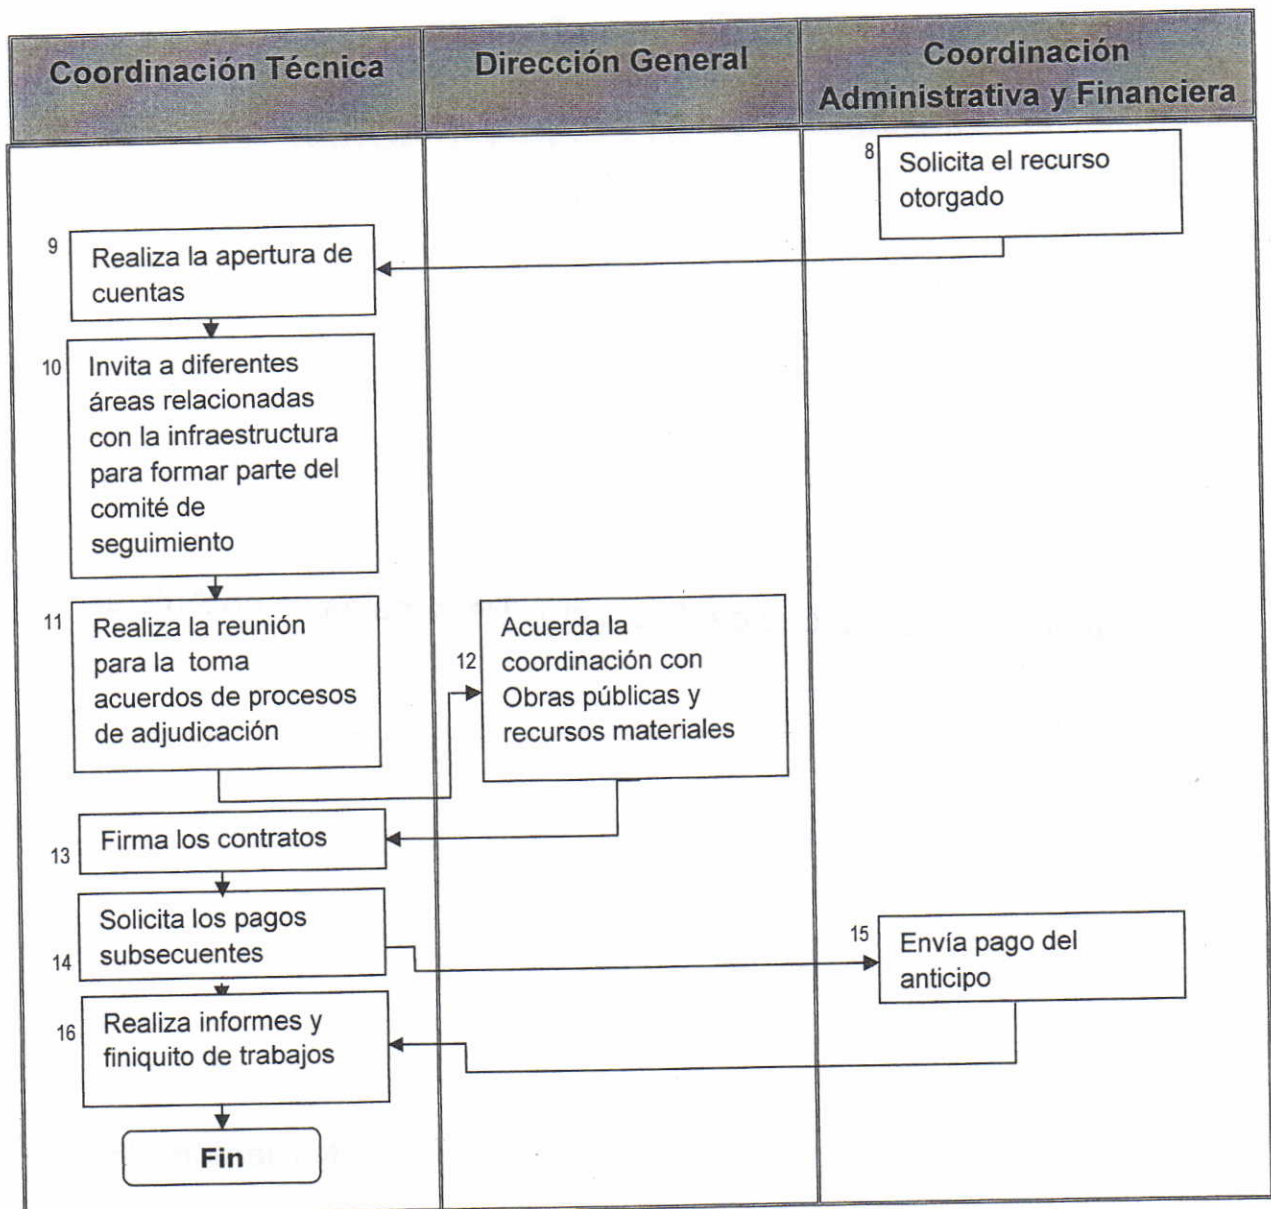 Coordinación Técnica
Dirección General
Coordinación
Administrativa y Financiera
8
Solicita el recurso
otorgado
9
Realiza la apertura de
cuentas
10
Invita a diferentes
áreas relacionadas
con la infraestructura
para formar parte del
comité de
seguimiento
11
Realiza la reunión
para la toma
acuerdos de procesos
de adjudicación
12
Acuerda la
coordinación con
Obras públicas y
recursos materiales
13
Firma los contratos
14
Solicita los pagos
subsecuentes
15
Envía pago del
anticipo
16
Realiza informes y
finiquito de trabajos
Fin